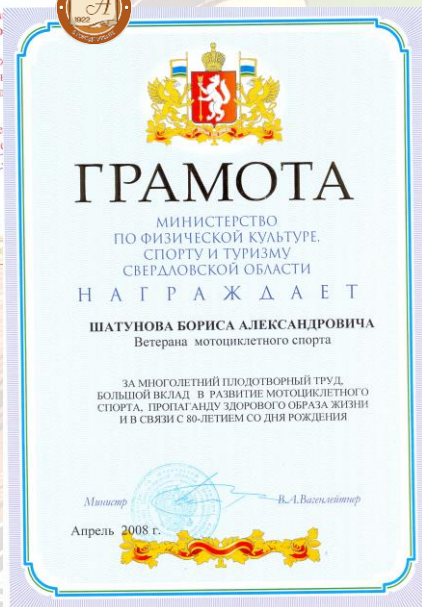 1922
ГРАМОТА
МИНИСТЕРСТВО
ПО ФИЗИЧЕСКОЙ КУЛЬТУРЕ,
СПОРТУ И ТУРИЗМУ
СВЕРДЛОВСКОЙ ОБЛАСТИ
НАГРАЖДАЕТ
ШАТУНОВА БОРИСА АЛЕКСАНДРОВИЧА
Ветерана мотоциклетного спорта
ЗА МНОГОЛЕТНИЙ ПЛОДОТВОРНЫЙ ТРУД,
БОЛЬШОЙ ВКЛАД В РАЗВИТИЕ МОТОЦИКЛЕТНОГО
СПОРТА, ПРОПАГАНДУ ЗДОРОВОГО ОБРАЗА ЖИЗНИ
И В СВЯЗИ С 80-ЛЕТИЕМ СО ДНЯ РОЖДЕНИЯ
Министр В.А.Вагенлейтнер
Апрель 2008 г.